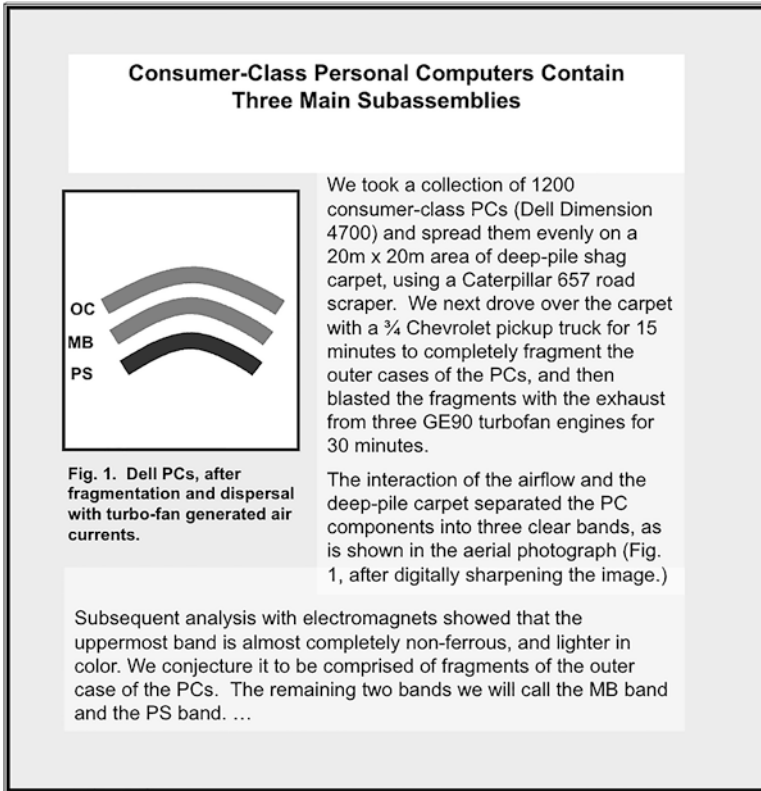 Consumer-Class Personal Computers Contain
Three Main Subassemblies
OC
MB
PS
Fig. 1. Dell PCs, after
fragmentation and dispersal
with turbo-fan generated air
currents.
We took a collection of 1200
consumer-class PCs (Dell Dimension
4700) and spread them evenly on a
20m x 20m area of deep-pile shag
carpet, using a Caterpillar 657 road
scraper. We next drove over the carpet
with a ¾ Chevrolet pickup truck for 15
minutes to completely fragment the
outer cases of the PCs, and then
blasted the fragments with the exhaust
from three GE90 turbofan engines for
30 minutes.
The interaction of the airflow and the
deep-pile carpet separated the PC
components into three clear bands, as
is shown in the aerial photograph (Fig.
1, after digitally sharpening the image.)
Subsequent analysis with electromagnets showed that the
uppermost band is almost completely non-ferrous, and lighter in
color. We conjecture it to be comprised of fragments of the outer
case of the PCs. The remaining two bands we will call the MB band
and the PS band. …